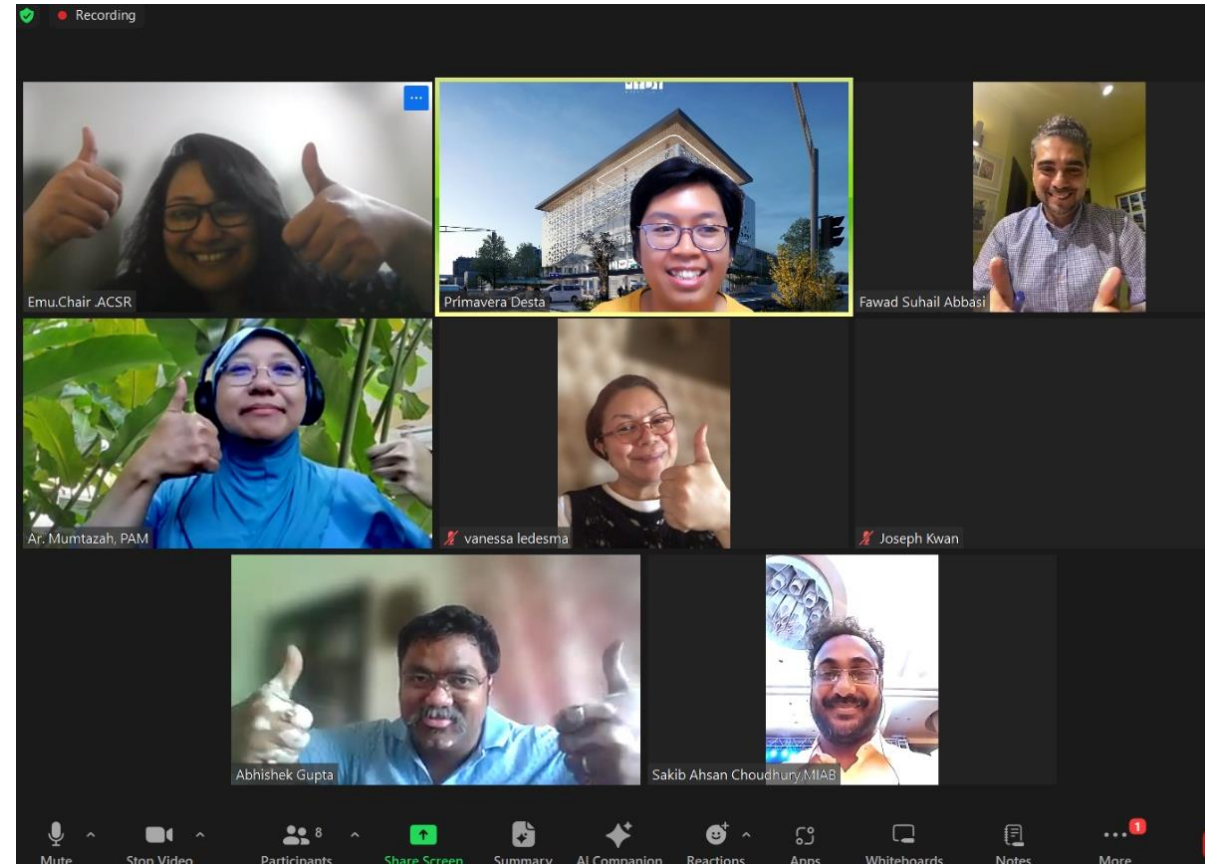 Recording
Emu.Chair .ACSR
Primavera Desta
Fawad Suhail Abbasi
Ar. Mumtazah, PAM
vanessa ledesma
Joseph Kwan
Abhishek Gupta
Sakib Ahsan Choudhury,MIAB
8
1
Mute
Stop Video
Participants
Share Screen
Summary
AI Companion
Reactions
Apps
Whiteboards
Notes
More